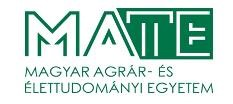 MATE
MAGYAR AGRÁR- ÉS
ÉLETTUDOMÁNYI EGYETEM